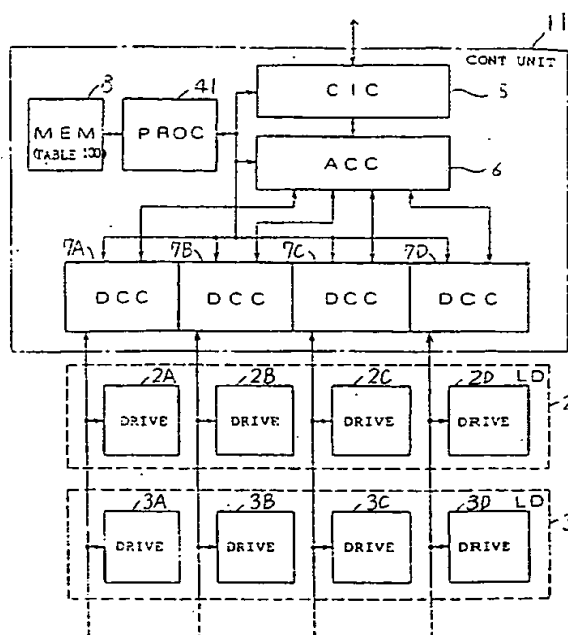 11
CONT UNIT
8 41
MEM
(TABLE 100)
PROC
CIC
5
ACC
6
7A 7B 7C 7D
DCC DCC DCC DCC
2A 2B 2C 2D LD
DRIVE DRIVE DRIVE DRIVE
2
3A 3B 3C 3D LD
DRIVE DRIVE DRIVE DRIVE
3